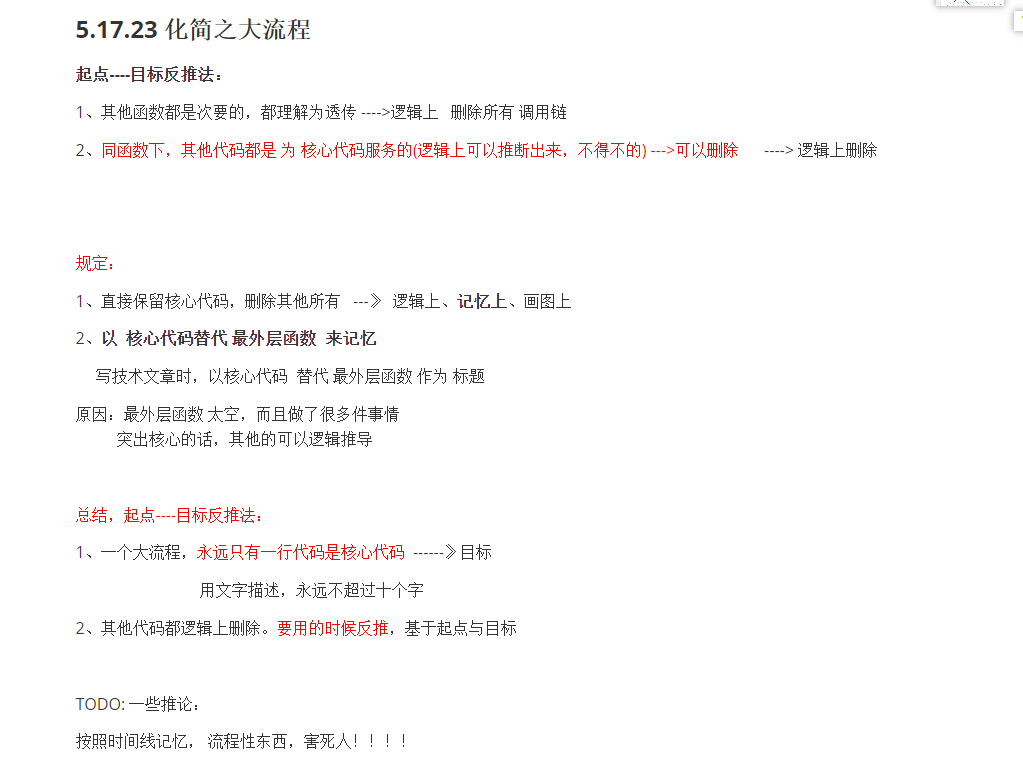 5.17.23 化简之大流程
起点----目标反推法：
1、其他函数都是次要的，都理解为透传 ---->逻辑上 删除所有 调用链
2、同函数下，其他代码都是 为 核心代码服务的(逻辑上可以推断出来，不得不的) --->可以删除 ----> 逻辑上删除
规定：
1、直接保留核心代码，删除其他所有 ---》 逻辑上、记忆上、画图上
2、以 核心代码替代 最外层函数 来记忆
写技术文章时，以核心代码 替代 最外层函数 作为 标题
原因：最外层函数 太空，而且做了很多件事情
突出核心的话，其他的可以逻辑推导
总结，起点----目标反推法：
1、一个大流程，永远只有一行代码是核心代码 ------》目标
用文字描述，永远不超过十个字
2、其他代码都逻辑上删除。要用的时候反推，基于起点与目标
TODO: 一些推论：
按照时间线记忆， 流程性东西，害死人！！！！